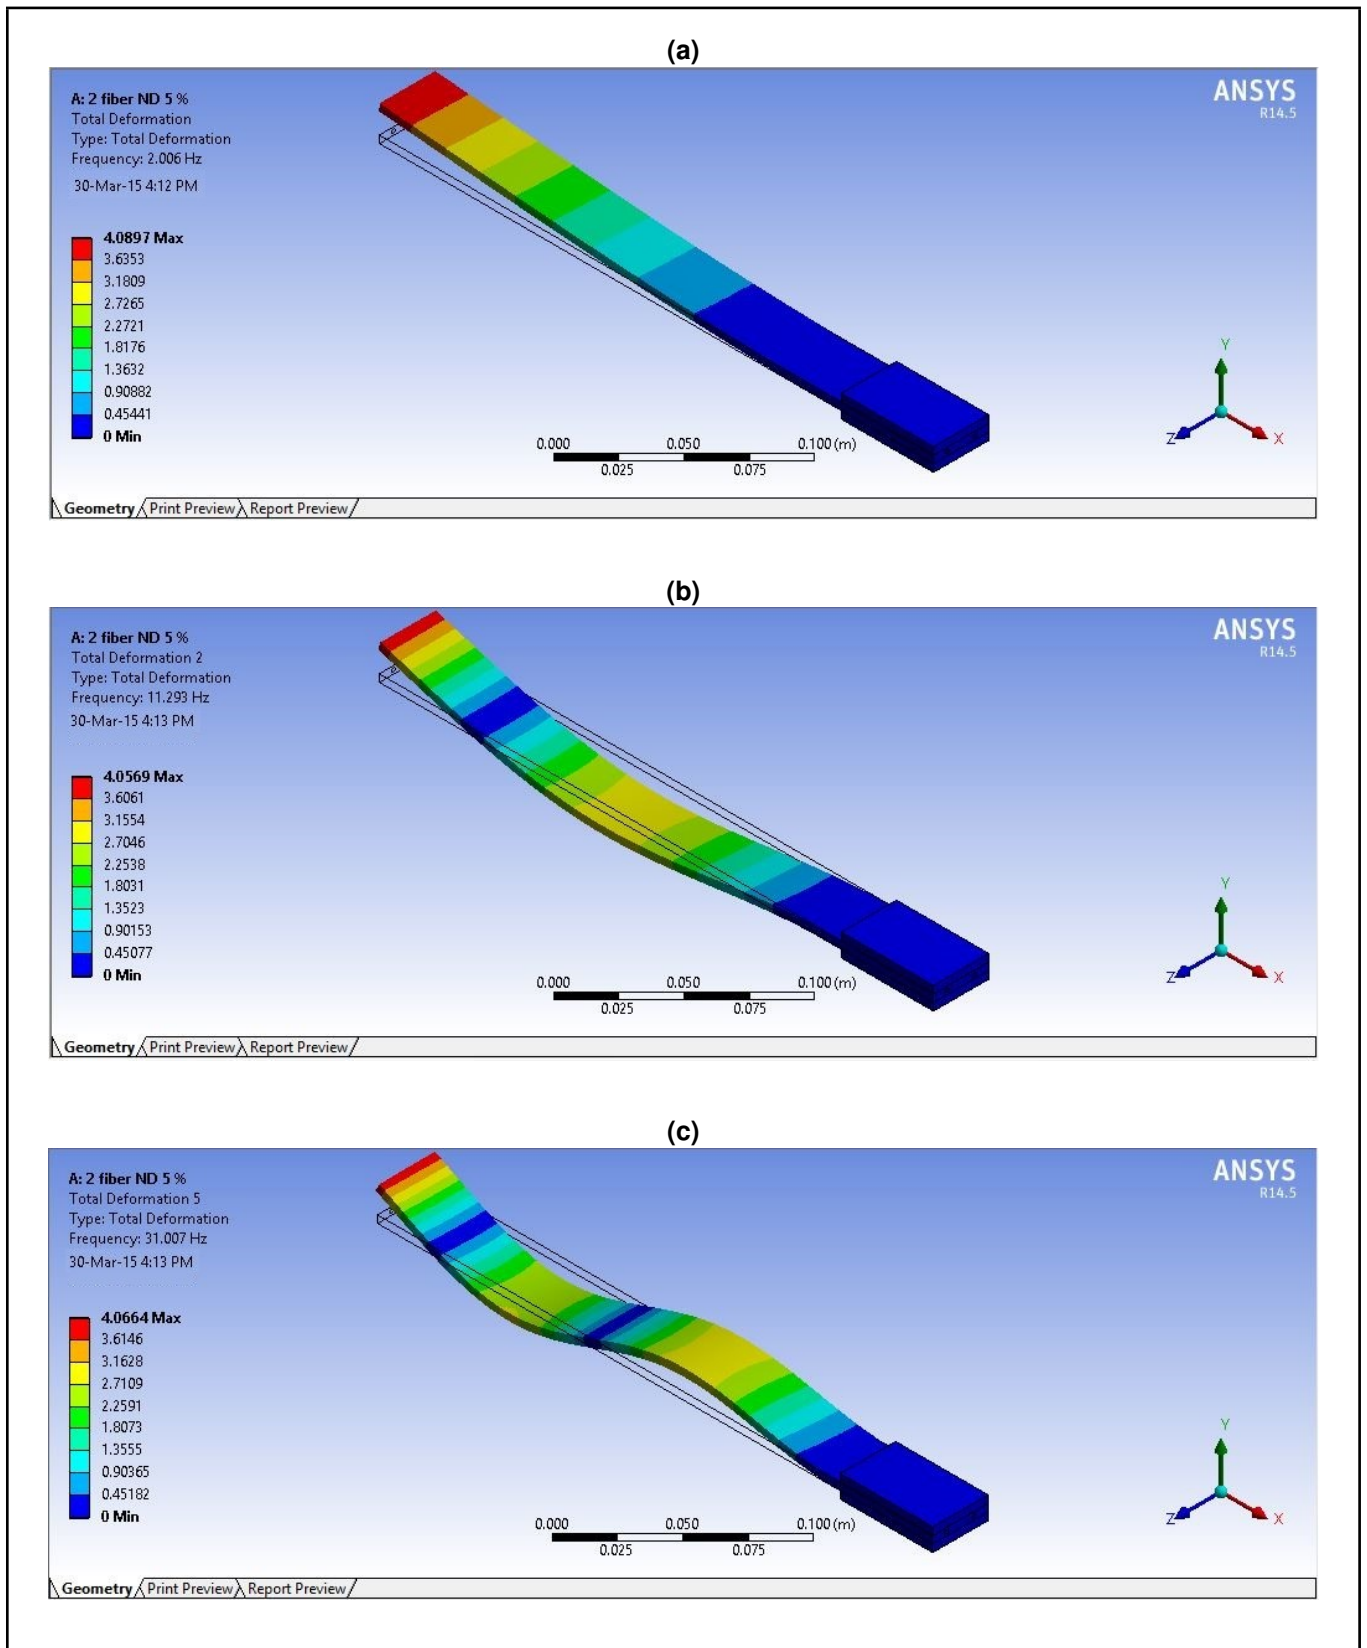 (a)
A: 2 fiber ND 5 %
Total Deformation
Type: Total Deformation
Frequency: 2.006 Hz
30-Mar-15 4:12 PM
4.0897 Max
3.6353
3.1809
2.7265
2.2721
1.8176
1.3632
0.90882
0.45441
0 Min
ANSYS
R14.5
Y
Z X
0.000 0.050 0.100 (m)
0.025 0.075
Geometry Print Preview Report Preview
(b)
A: 2 fiber ND 5 %
Total Deformation 2
Type: Total Deformation
Frequency: 11.293 Hz
30-Mar-15 4:13 PM
4.0569 Max
3.6061
3.1554
2.7046
2.2538
1.8031
1.3523
0.90153
0.45077
0 Min
ANSYS
R14.5
Y
Z X
0.000 0.050 0.100 (m)
0.025 0.075
Geometry Print Preview Report Preview
(c)
A: 2 fiber ND 5 %
Total Deformation 5
Type: Total Deformation
Frequency: 31.007 Hz
30-Mar-15 4:13 PM
4.0664 Max
3.6146
3.1628
2.7109
2.2591
1.8073
1.3555
0.90365
0.45182
0 Min
ANSYS
R14.5
Y
Z X
0.000 0.050 0.100 (m)
0.025 0.075
Geometry Print Preview Report Preview